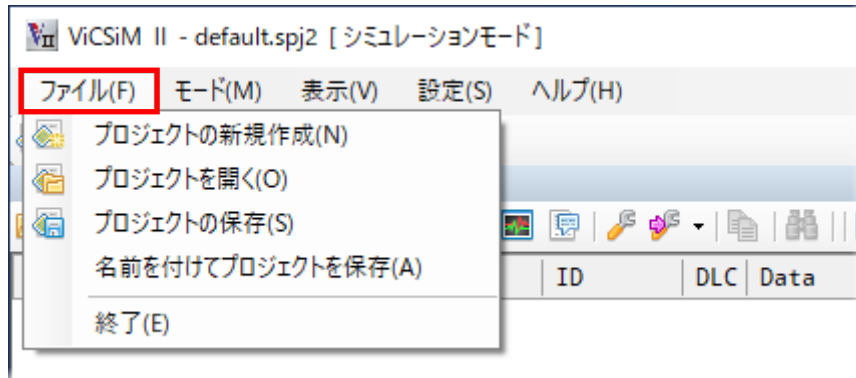 ViCSiM II - default.spj2 [ シミュレーションモード ]
ファイル(F) モード(M) 表示(V) 設定(S) ヘルプ(H)
プロジェクトの新規作成(N)
プロジェクトを開く(O)
プロジェクトの保存(S)
名前を付けてプロジェクトを保存(A)
ID DLC Data
終了(E)